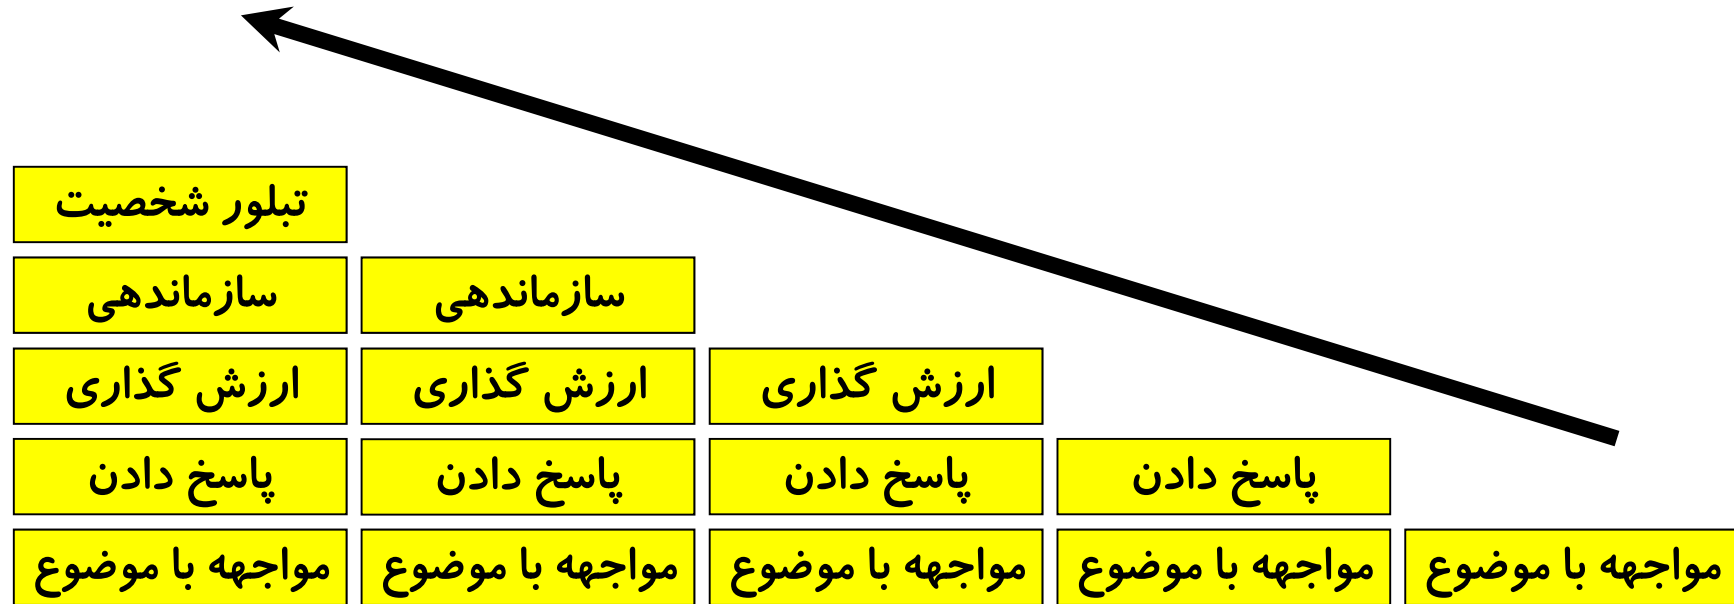 تبلور شخصیت
سازماندهی سازماندهی
ارزش گذاری ارزش گذاری ارزش گذاری
پاسخ دادن پاسخ دادن پاسخ دادن پاسخ دادن
مواجهه با موضوع مواجهه با موضوع مواجهه با موضوع مواجهه با موضوع مواجهه با موضوع